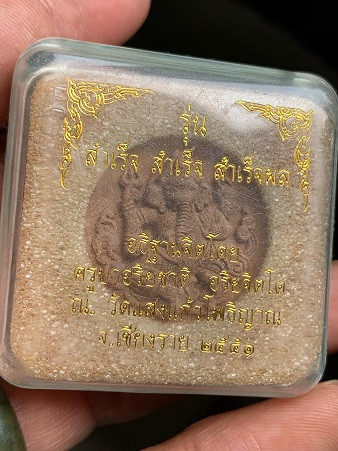 รุ่น
สำเร็จ สำเร็จ สำเร็จผล
อธิฐานจิตโดย
ครูบาอริยชาติ อริยจิตโต
ณ. วัดแสงแก้วโพธิญาณ
จ.เชียงราย ๒๕๕๑